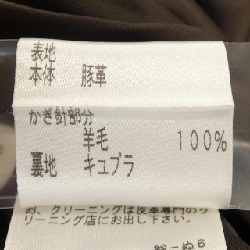 表地
本体 豚革
かぎ針部分
羊毛 100%
裏地 キュプラ
お、クリーニングは皮革専門のク
リーニング店にお出し下さい。